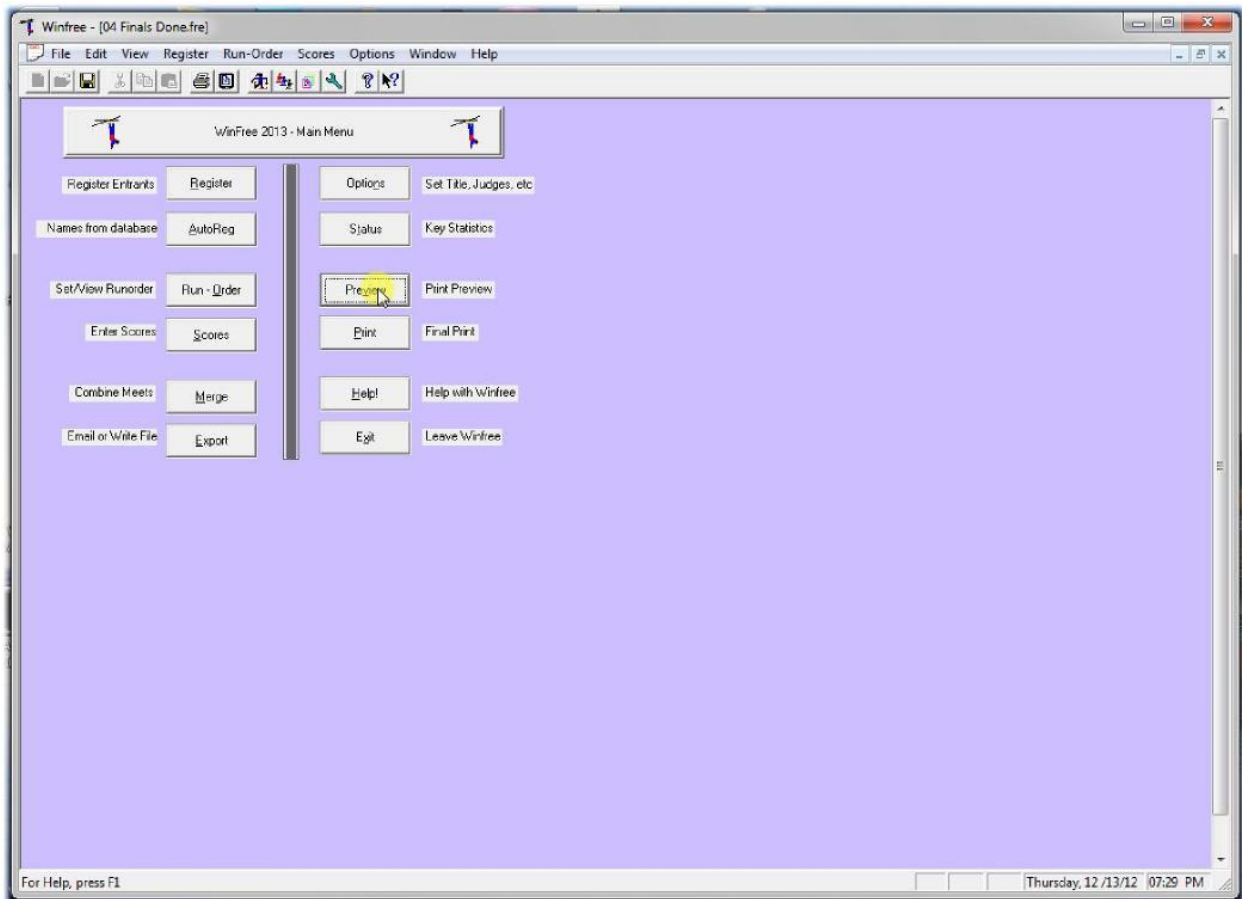 Winfree - [04 Finals Done.fre]
File Edit View Register Run-Order Scores Options Window Help
WinFree 2013 - Main Menu
Register Entrants Register Options Set Title, Judges, etc
Names from database AutoReg Status Key Statistics
Set/View Runorder Run - Order Preview Print Preview
Enter Scores Scores Print Final Print
Combine Meets Merge Help! Help with Winfree
Email or Write File Export Exit Leave Winfree
For Help, press F1 Thursday, 12 /13/12 07:29 PM